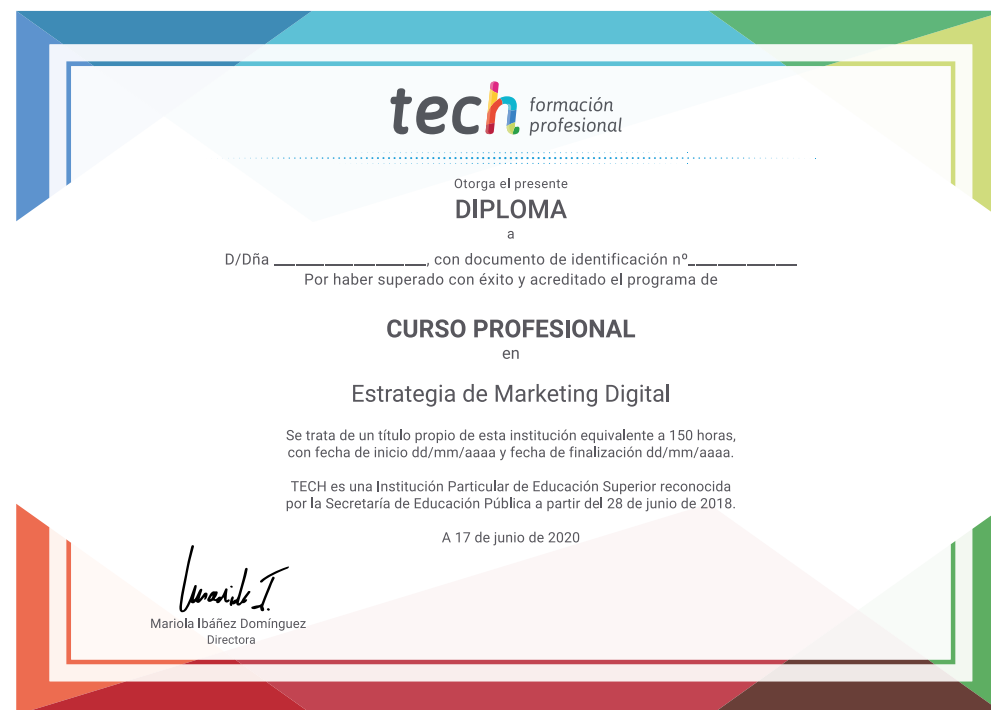 tech formación
profesional
Otorga el presente
DIPLOMA
a
D/Dña ______________, con documento de identificación nº__________
Por haber superado con éxito y acreditado el programa de
CURSO PROFESIONAL
en
Estrategia de Marketing Digital
Se trata de un título propio de esta institución equivalente a 150 horas,
con fecha de inicio dd/mm/aaaa y fecha de finalización dd/mm/aaaa.
TECH es una Institución Particular de Educación Superior reconocida
por la Secretaría de Educación Pública a partir del 28 de junio de 2018.
A 17 de junio de 2020
Mariola Ibáñez Domínguez
Directora